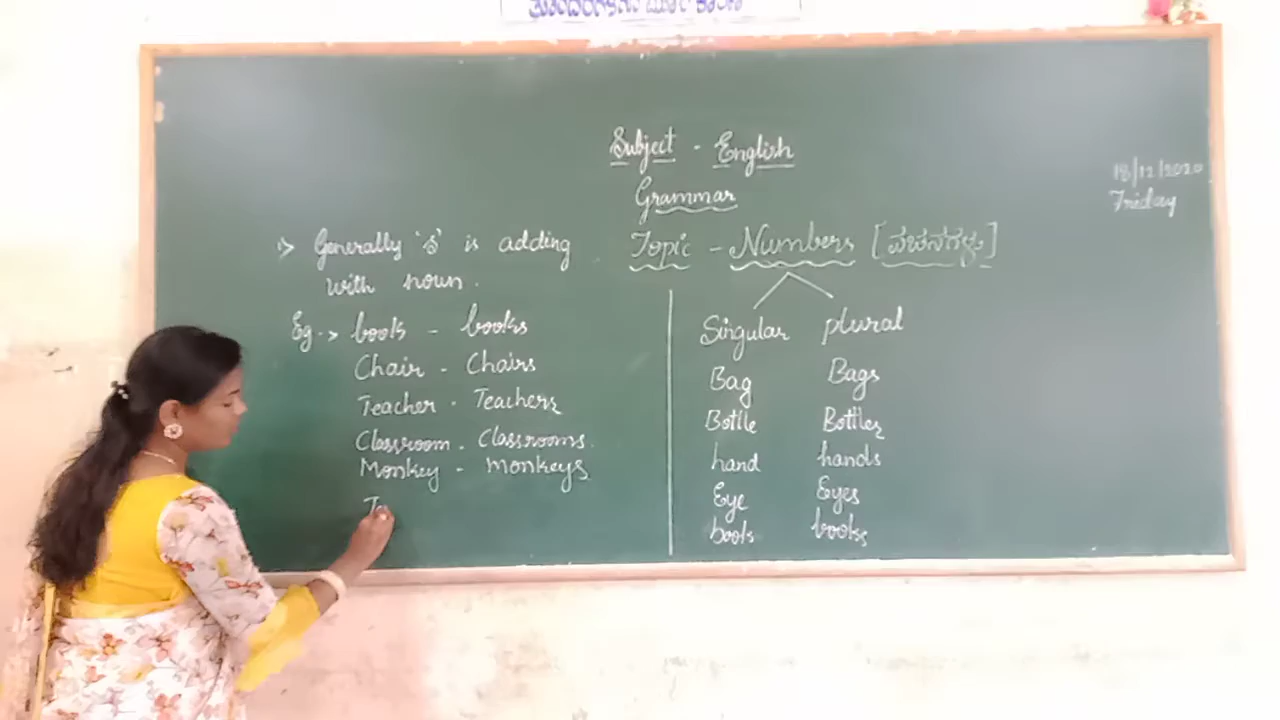 Subject - English
Grammar
18/12/2020
Friday
Topic - Numbers [ವಚನಗಳು]
Generally 's' is adding
with noun.
Eg -> book - books
Chair - Chairs
Teacher - Teachers
Classroom - Classrooms.
Monkey - monkeys
Singular plural
Bag Bags
Bottle Bottles
hand hands
Eye Eyes
book books